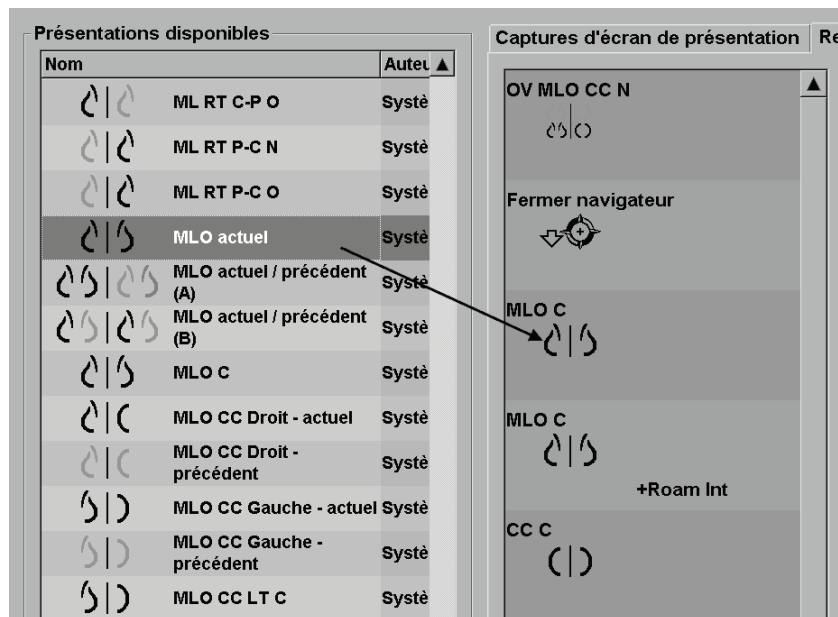 Présentations disponibles
Nom
Auteu
ML RT C-P O
Systè
ML RT P-C N
Systè
ML RT P-C O
Systè
MLO actuel
Systè
MLO actuel / précédent
(A)
Systè
MLO actuel / précédent
(B)
Systè
MLO C
Systè
MLO CC Droit - actuel
Systè
MLO CC Droit -
précédent
Systè
MLO CC Gauche - actuel
Systè
MLO CC Gauche -
précédent
Systè
MLO CC LT C
Systè
Captures d'écran de présentation
Re
OV MLO CC N
Fermer navigateur
MLO C
MLO C
+Roam Int
CC C